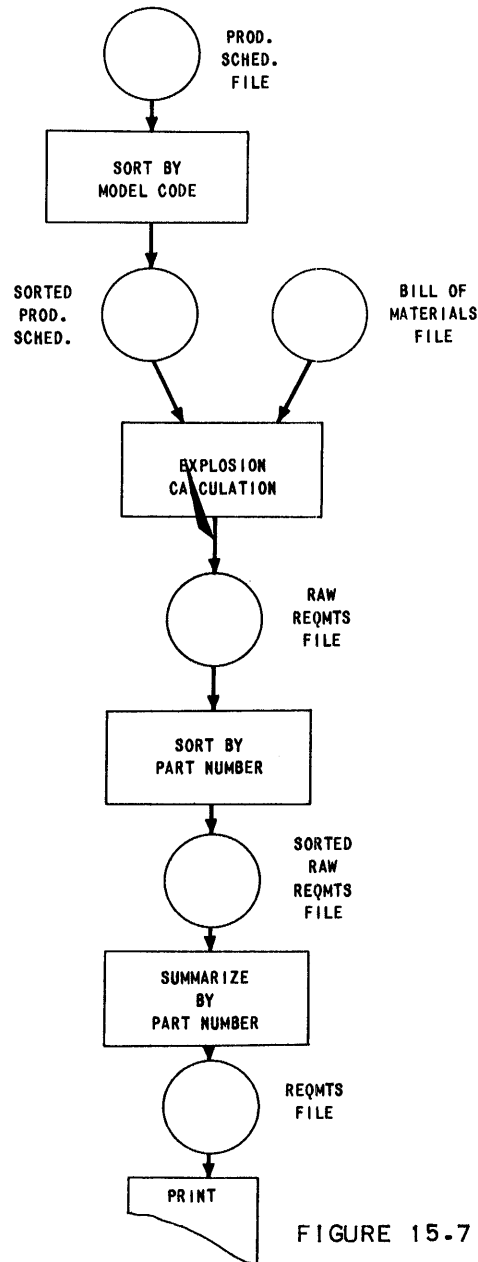 PROD.
SCHED.
FILE
SORT BY
MODEL CODE
SORTED
PROD.
SCHED.
BILL OF
MATERIALS
FILE
EXPLOSION
CALCULATION
RAW
REQMTS
FILE
SORT BY
PART NUMBER
SORTED
RAW
REQMTS
FILE
SUMMARIZE
BY
PART NUMBER
REQMTS
FILE
PRINT
FIGURE 15.7